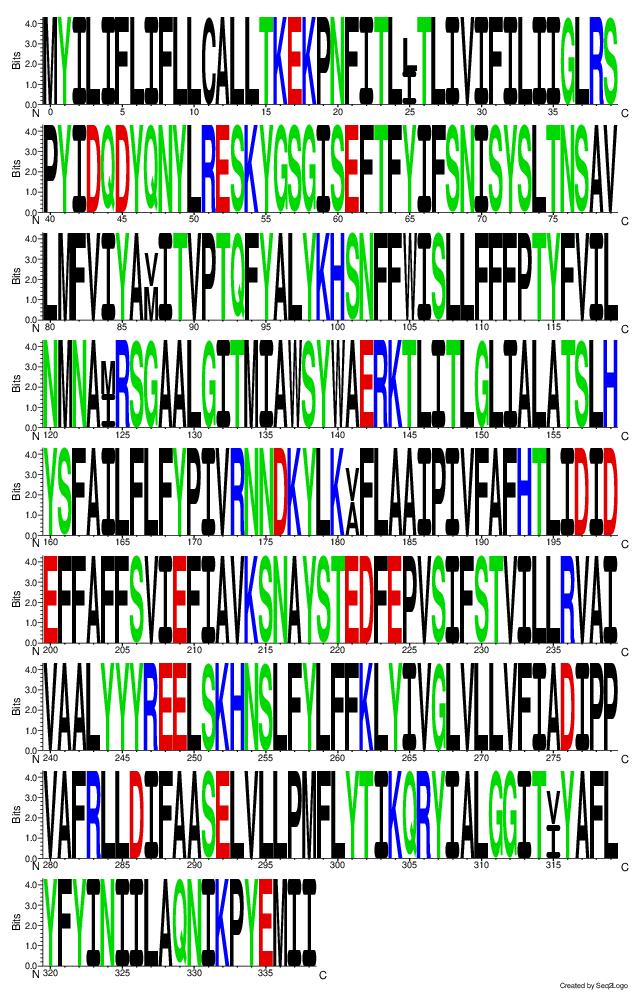 4.0
3.0
2.0
1.0
0.0
Bits
MYILIFLIFLLCALLTKEKPNFITLLTLIVIFILIIGLRS
I
N 0 5 10 15 20 25 30 35 C
4.0
3.0
2.0
1.0
0.0
Bits
PYIDQDYQNYLRESKYGSGISEFTFYIFSNISYSLTNSAV
N 40 45 50 55 60 65 70 75 C
4.0
3.0
2.0
1.0
0.0
Bits
LMFVIYAVITVPTQFYALYKHSNFFWISLLFFFPTYFVIL
M
N 80 85 90 95 100 105 110 115 C
4.0
3.0
2.0
1.0
0.0
Bits
NMNAMRSGAALGITMIAWSYWAERKTLITLGLIALATSLH
I
N 120 125 130 135 140 145 150 155 C
4.0
3.0
2.0
1.0
0.0
Bits
YSFAILFLFYPIVRNNDKYLKVFLAAIPIVFAFHTLIDID
A
N 160 165 170 175 180 185 190 195 C
4.0
3.0
2.0
1.0
0.0
Bits
EFFAFFSVIEFIAVKSNAYSTEDFEPVSIFSTVILLRVAI
N 200 205 210 215 220 225 230 235 C
4.0
3.0
2.0
1.0
0.0
Bits
VAALYYYREELSKHNSLFYLFFKLYIVGLVLLVFIADIPP
N 240 245 250 255 260 265 270 275 C
4.0
3.0
2.0
1.0
0.0
Bits
VAFRLLDIFAASELVLLPMFLYTIKQRYIALGGITVYAFL
I
N 280 285 290 295 300 305 310 315 C
4.0
3.0
2.0
1.0
0.0
Bits
YFYINIILAQNIKPYEMII
N 320 325 330 335 C
Created by Seq2Logo